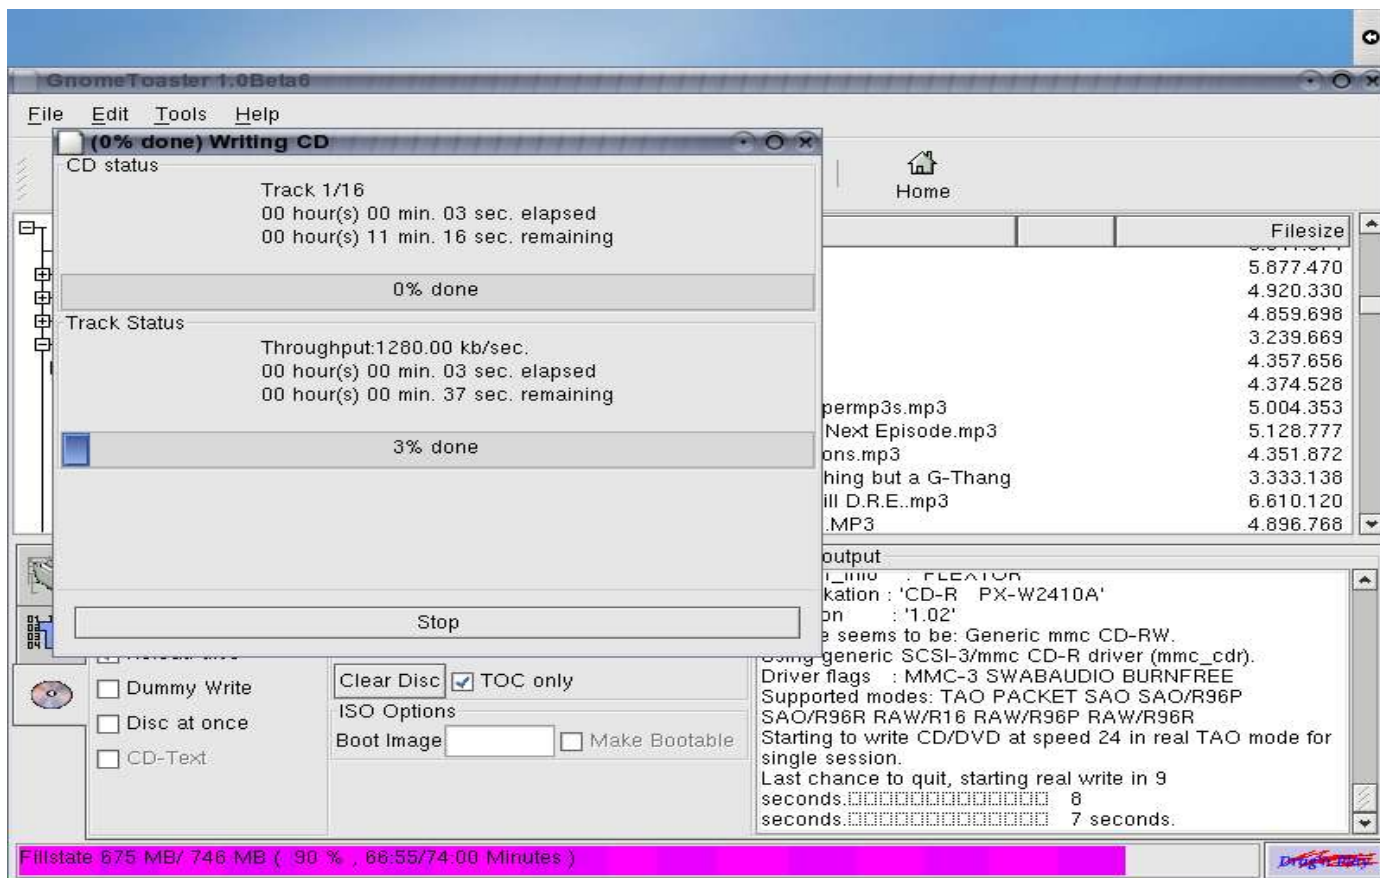 GnomeToaster 1.0Beta6
File Edit Tools Help
(0% done) Writing CD
CD status
Track 1/16
00 hour(s) 00 min. 03 sec. elapsed
00 hour(s) 11 min. 16 sec. remaining
0% done
Track Status
Throughput:1280.00 kb/sec.
00 hour(s) 00 min. 03 sec. elapsed
00 hour(s) 00 min. 37 sec. remaining
3% done
Stop
Home
Filesize
5.877.470
4.920.330
4.859.698
3.239.669
4.357.656
4.374.528
permp3s.mp3 5.004.353
Next Episode.mp3 5.128.777
ons.mp3 4.351.872
hing but a G-Thang 3.333.138
ill D.R.E..mp3 6.610.120
.MP3 4.896.768
output
kation : 'CD-R PX-W2410A'
on : '1.02'
e seems to be: Generic mmc CD-RW.
Using generic SCSI-3/mmc CD-R driver (mmc_cdr).
Driver flags : MMC-3 SWABAUDIO BURNFREE
Supported modes: TAO PACKET SAO SAO/R96P
SAO/R96R RAW/R16 RAW/R96P RAW/R96R
Starting to write CD/DVD at speed 24 in real TAO mode for
single session.
Last chance to quit, starting real write in 9
seconds. 8
seconds. 7 seconds.
Dummy Write
Disc at once
CD-Text
Clear Disc TOC only
ISO Options
Boot Image Make Bootable
Fillstate 675 MB/ 746 MB ( 90 % , 66:55/74:00 Minutes )